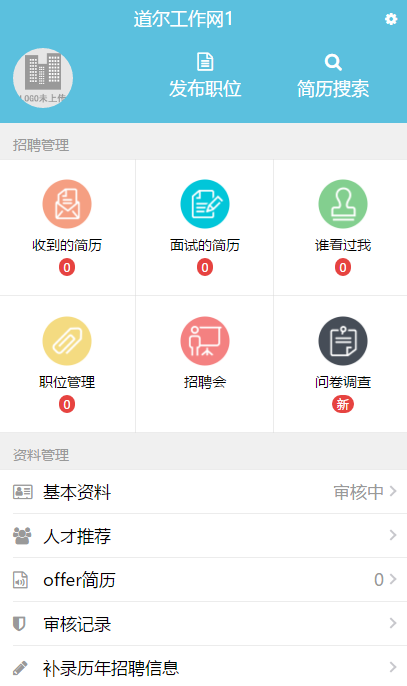 道尔工作网1
LOGO未上传
发布职位
简历搜索
招聘管理
收到的简历
面试的简历
谁看过我
0
0
0
职位管理
招聘会
问卷调查
0
新
资料管理
基本资料
审核中
人才推荐
offer简历
0
审核记录
补录历年招聘信息